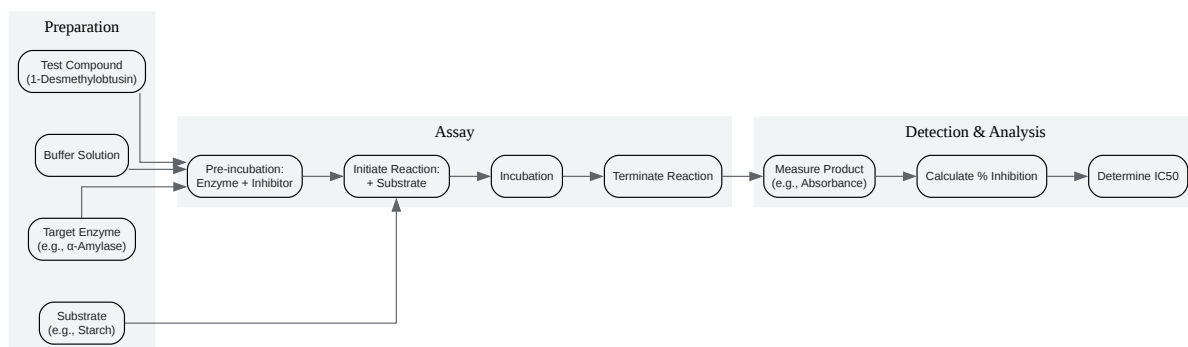 Preparation
Test Compound
(1-Desmethylobtusin)
Buffer Solution
Target Enzyme
(e.g., α-Amylase)
Substrate
(e.g., Starch)
Assay
Pre-incubation:
Enzyme + Inhibitor
Initiate Reaction:
+ Substrate
Incubation
Terminate Reaction
Detection & Analysis
Measure Product
(e.g., Absorbance)
Calculate % Inhibition
Determine IC50